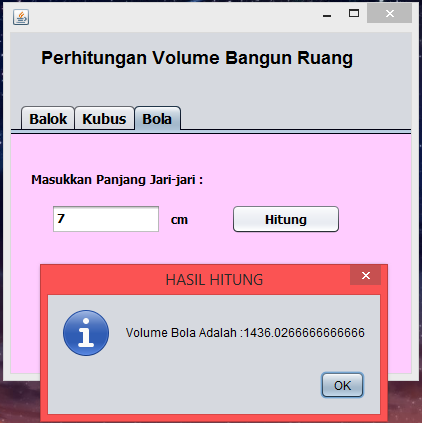 Perhitungan Volume Bangun Ruang
Balok Kubus Bola
Masukkan Panjang Jari-jari :
7 cm Hitung
HASIL HITUNG
Volume Bola Adalah :1436.0266666666666
OK